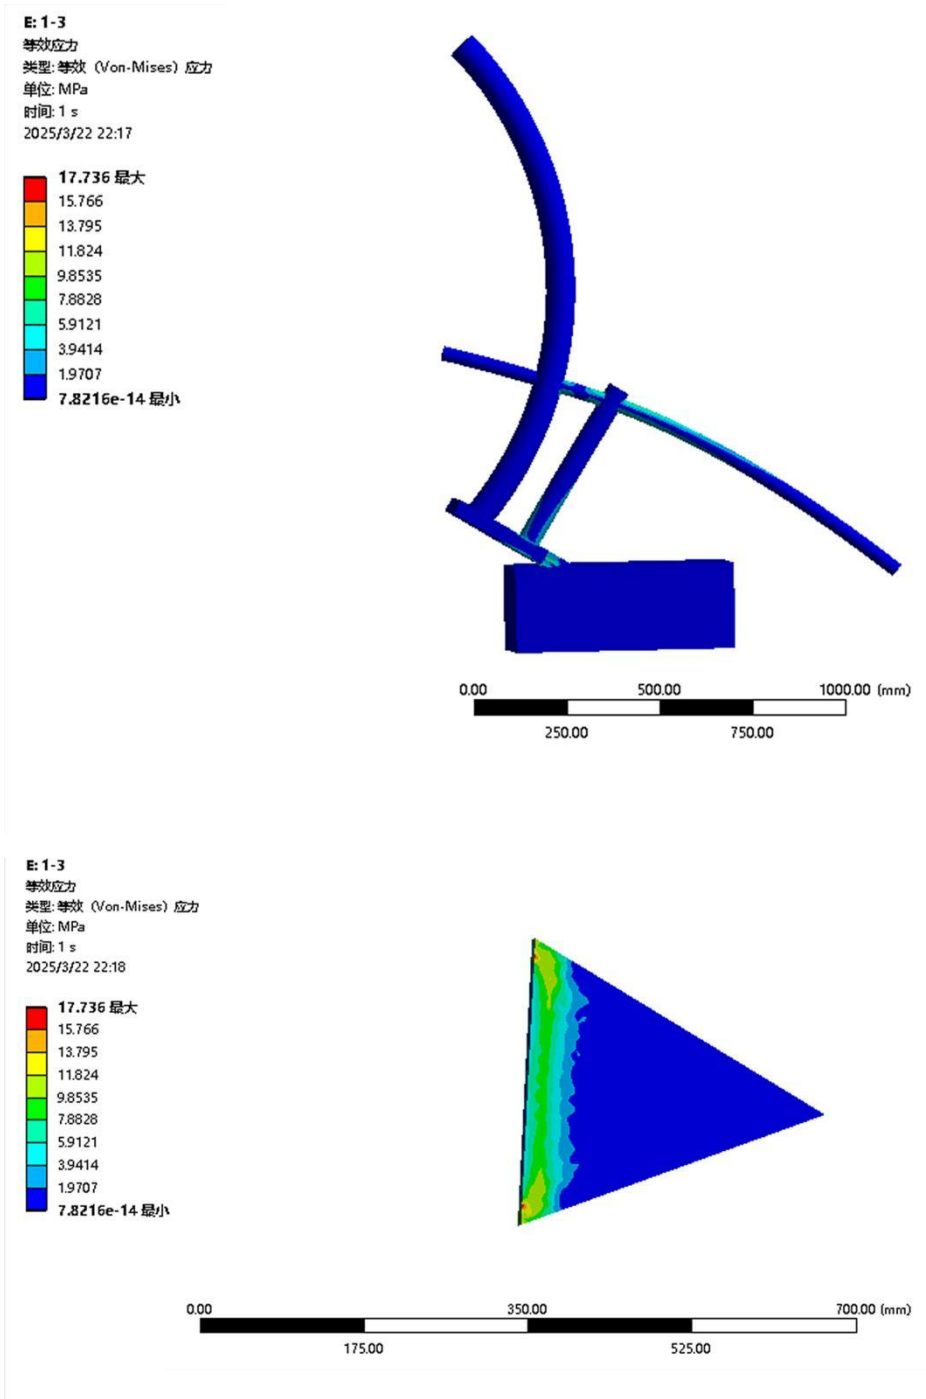 E: 1-3
等效应力
类型: 等效 (Von-Mises) 应力
单位: MPa
时间: 1 s
2025/3/22 22:17
17.736 最大
15.766
13.795
11.824
9.8535
7.8828
5.9121
3.9414
1.9707
7.8216e-14 最小
0.00 500.00 1000.00 (mm)
250.00 750.00
E: 1-3
等效应力
类型: 等效 (Von-Mises) 应力
单位: MPa
时间: 1 s
2025/3/22 22:18
17.736 最大
15.766
13.795
11.824
9.8535
7.8828
5.9121
3.9414
1.9707
7.8216e-14 最小
0.00 350.00 700.00 (mm)
175.00 525.00